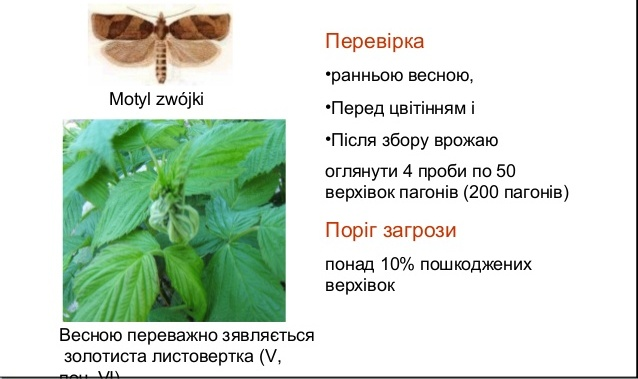 Motyl zwójki
Весною переважно зявляється
золотиста листовертка (V,
Перевірка
•ранньою весною,
•Перед цвітінням і
•Після збору врожаю
оглянути 4 проби по 50
верхівок пагонів (200 пагонів)
Поріг загрози
понад 10% пошкоджених
верхівок